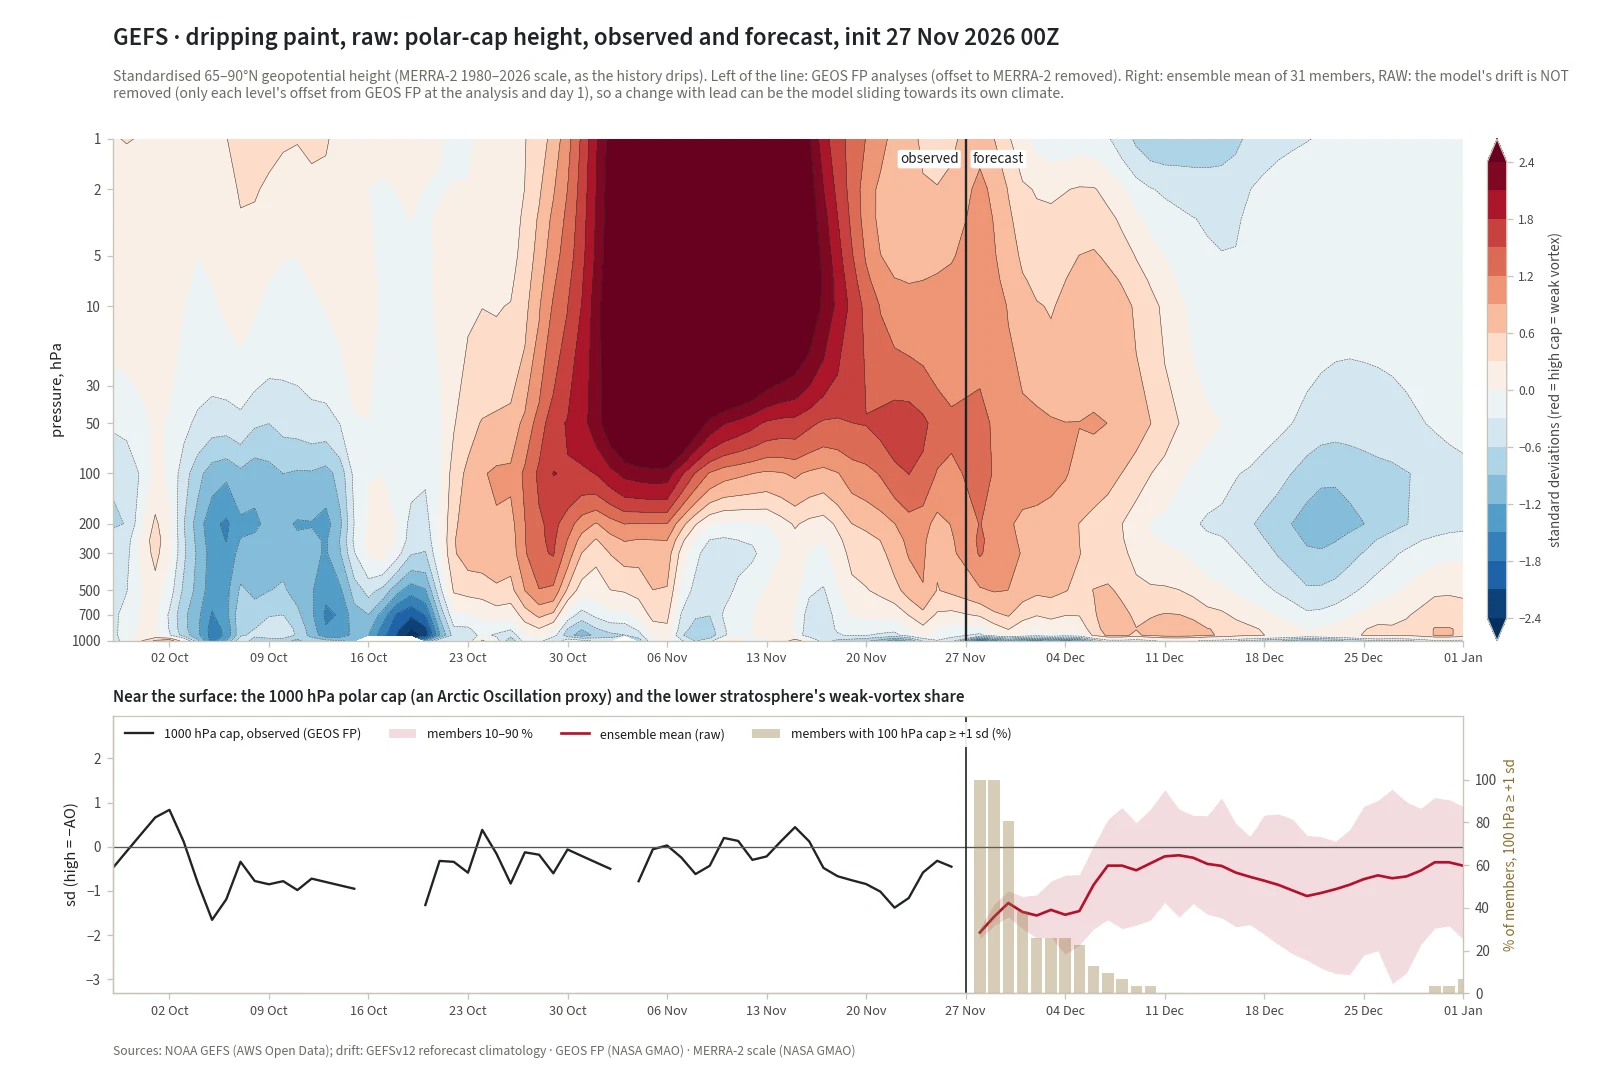 GEFS · dripping paint, raw: polar-cap height, observed and forecast, init 27 Nov 2026 00Z
Standardised 65–90°N geopotential height (MERRA-2 1980–2026 scale, as the history drips). Left of the line: GEOS FP analyses (offset to MERRA-2 removed). Right: ensemble mean of 31 members, RAW: the model's drift is NOT
removed (only each level's offset from GEOS FP at the analysis and day 1), so a change with lead can be the model sliding towards its own climate.
pressure, hPa
1
2
5
10
30
50
100
200
300
500
700
1000
observed
forecast
02 Oct
09 Oct
16 Oct
23 Oct
30 Oct
06 Nov
13 Nov
20 Nov
27 Nov
04 Dec
11 Dec
18 Dec
25 Dec
01 Jan
2.4
1.8
1.2
0.6
0.0
−0.6
−1.2
−1.8
−2.4
standard deviations (red = high cap = weak vortex)
Near the surface: the 1000 hPa polar cap (an Arctic Oscillation proxy) and the lower stratosphere's weak-vortex share
1000 hPa cap, observed (GEOS FP)
members 10–90 %
ensemble mean (raw)
members with 100 hPa cap ≥ +1 sd (%)
sd (high = −AO)
2
1
0
−1
−2
−3
100
80
60
40
20
0
% of members, 100 hPa ≥ +1 sd
02 Oct
09 Oct
16 Oct
23 Oct
30 Oct
06 Nov
13 Nov
20 Nov
27 Nov
04 Dec
11 Dec
18 Dec
25 Dec
01 Jan
Sources: NOAA GEFS (AWS Open Data); drift: GEFSv12 reforecast climatology · GEOS FP (NASA GMAO) · MERRA-2 scale (NASA GMAO)